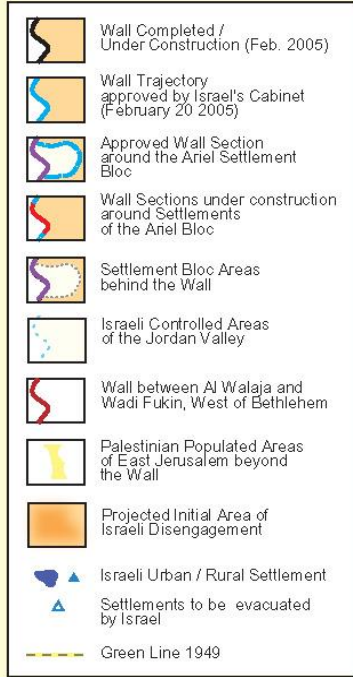 Wall Completed /
Under Construction (Feb. 2005)
Wall Trajectory
approved by Israel's Cabinet
(February 20 2005)
Approved Wall Section
around the Ariel Settlement
Bloc
Wall Sections under construction
around Settlements
of the Ariel Bloc
Settlement Bloc Areas
behind the Wall
Israeli Controlled Areas
of the Jordan Valley
Wall between Al Walaja and
Wadi Fukin, West of Bethlehem
Palestinian Populated Areas
of East Jerusalem beyond
the Wall
Projected Initial Area of
Israeli Disengagement
Israeli Urban / Rural Settlement
Settlements to be evacuated
by Israel
Green Line 1949